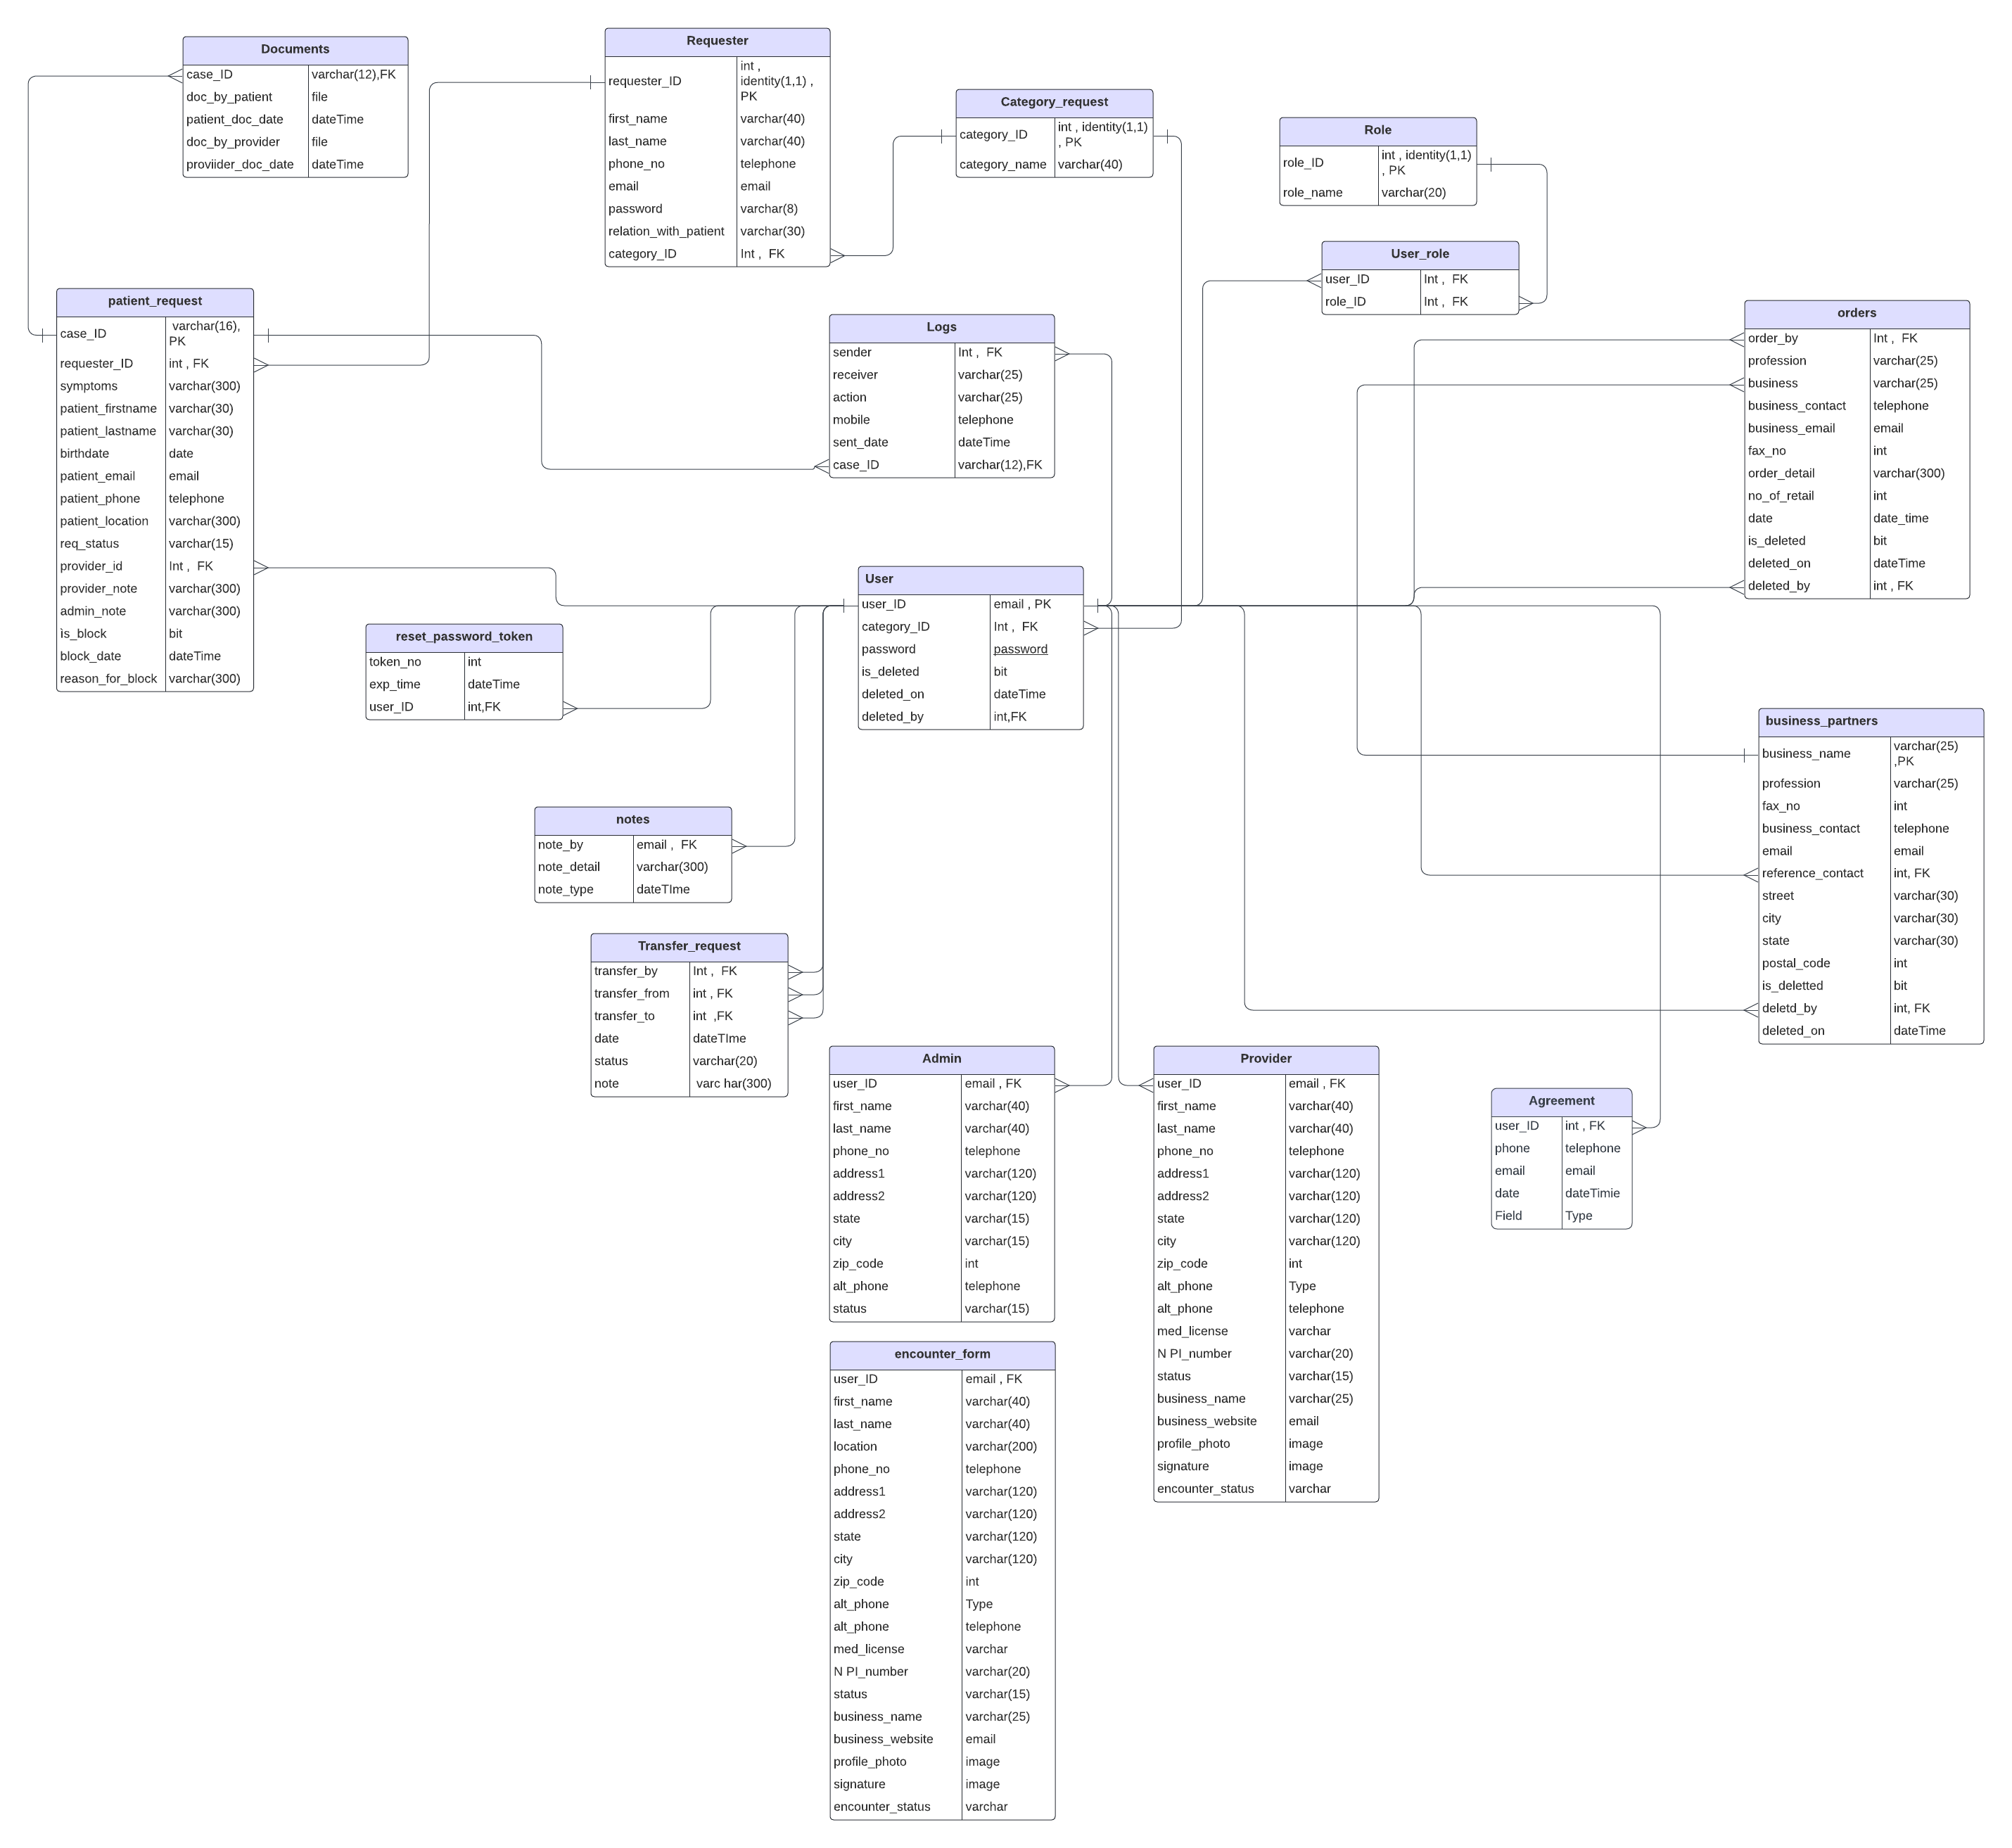 Documents
case_ID varchar(12),FK
doc_by_patient file
patient_doc_date dateTime
doc_by_provider file
proviider_doc_date dateTime
Requester
requester_ID int , identity(1,1) , PK
first_name varchar(40)
last_name varchar(40)
phone_no telephone
email email
password varchar(8)
relation_with_patient varchar(30)
category_ID Int , FK
Category_request
category_ID int , identity(1,1) , PK
category_name varchar(40)
Role
role_ID int , identity(1,1) , PK
role_name varchar(20)
User_role
user_ID Int , FK
role_ID Int , FK
patient_request
case_ID varchar(16), PK
requester_ID int , FK
symptoms varchar(300)
patient_firstname varchar(30)
patient_lastname varchar(30)
birthdate date
patient_email email
patient_phone telephone
patient_location varchar(300)
req_status varchar(15)
provider_id Int , FK
provider_note varchar(300)
admin_note varchar(300)
ìs_block bit
block_date dateTime
reason_for_block varchar(300)
Logs
sender Int , FK
receiver varchar(25)
action varchar(25)
mobile telephone
sent_date dateTime
case_ID varchar(12),FK
orders
order_by Int , FK
profession varchar(25)
business varchar(25)
business_contact telephone
business_email email
fax_no int
order_detail varchar(300)
no_of_retail int
date date_time
is_deleted bit
deleted_on dateTime
deleted_by int , FK
User
user_ID email , PK
category_ID Int , FK
password password
is_deleted bit
deleted_on dateTime
deleted_by int,FK
reset_password_token
token_no int
exp_time dateTime
user_ID int,FK
business_partners
business_name varchar(25) ,PK
profession varchar(25)
fax_no int
business_contact telephone
email email
reference_contact int, FK
street varchar(30)
city varchar(30)
state varchar(30)
postal_code int
is_deletted bit
deletd_by int, FK
deleted_on dateTime
notes
note_by email , FK
note_detail varchar(300)
note_type dateTIme
Transfer_request
transfer_by Int , FK
transfer_from int , FK
transfer_to int ,FK
date dateTIme
status varchar(20)
note varc har(300)
Admin
user_ID email , FK
first_name varchar(40)
last_name varchar(40)
phone_no telephone
address1 varchar(120)
address2 varchar(120)
state varchar(15)
city varchar(15)
zip_code int
alt_phone telephone
status varchar(15)
Provider
user_ID email , FK
first_name varchar(40)
last_name varchar(40)
phone_no telephone
address1 varchar(120)
address2 varchar(120)
state varchar(120)
city varchar(120)
zip_code int
alt_phone Type
alt_phone telephone
med_license varchar
N PI_number varchar(20)
status varchar(15)
business_name varchar(25)
business_website email
profile_photo image
signature image
encounter_status varchar
Agreement
user_ID int , FK
phone telephone
email email
date dateTimie
Field Type
encounter_form
user_ID email , FK
first_name varchar(40)
last_name varchar(40)
location varchar(200)
phone_no telephone
address1 varchar(120)
address2 varchar(120)
state varchar(120)
city varchar(120)
zip_code int
alt_phone Type
alt_phone telephone
med_license varchar
N PI_number varchar(20)
status varchar(15)
business_name varchar(25)
business_website email
profile_photo image
signature image
encounter_status varchar